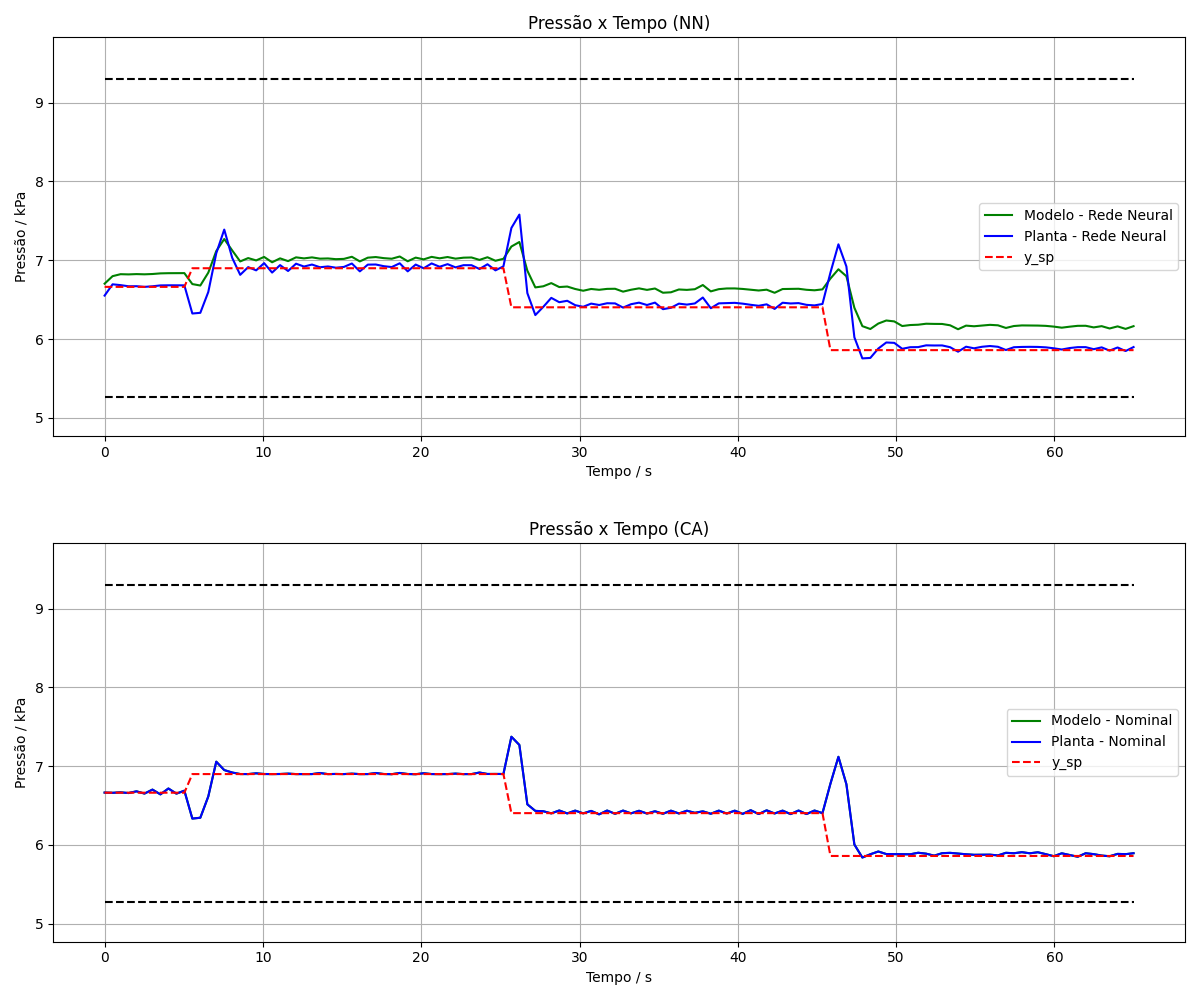 Pressão x Tempo (NN)
Pressão / kPa
9
8
7
6
5
Modelo - Rede Neural
Planta - Rede Neural
y_sp
0 10 20 30 40 50 60
Tempo / s
Pressão x Tempo (CA)
Pressão / kPa
9
8
7
6
5
Modelo - Nominal
Planta - Nominal
y_sp
0 10 20 30 40 50 60
Tempo / s